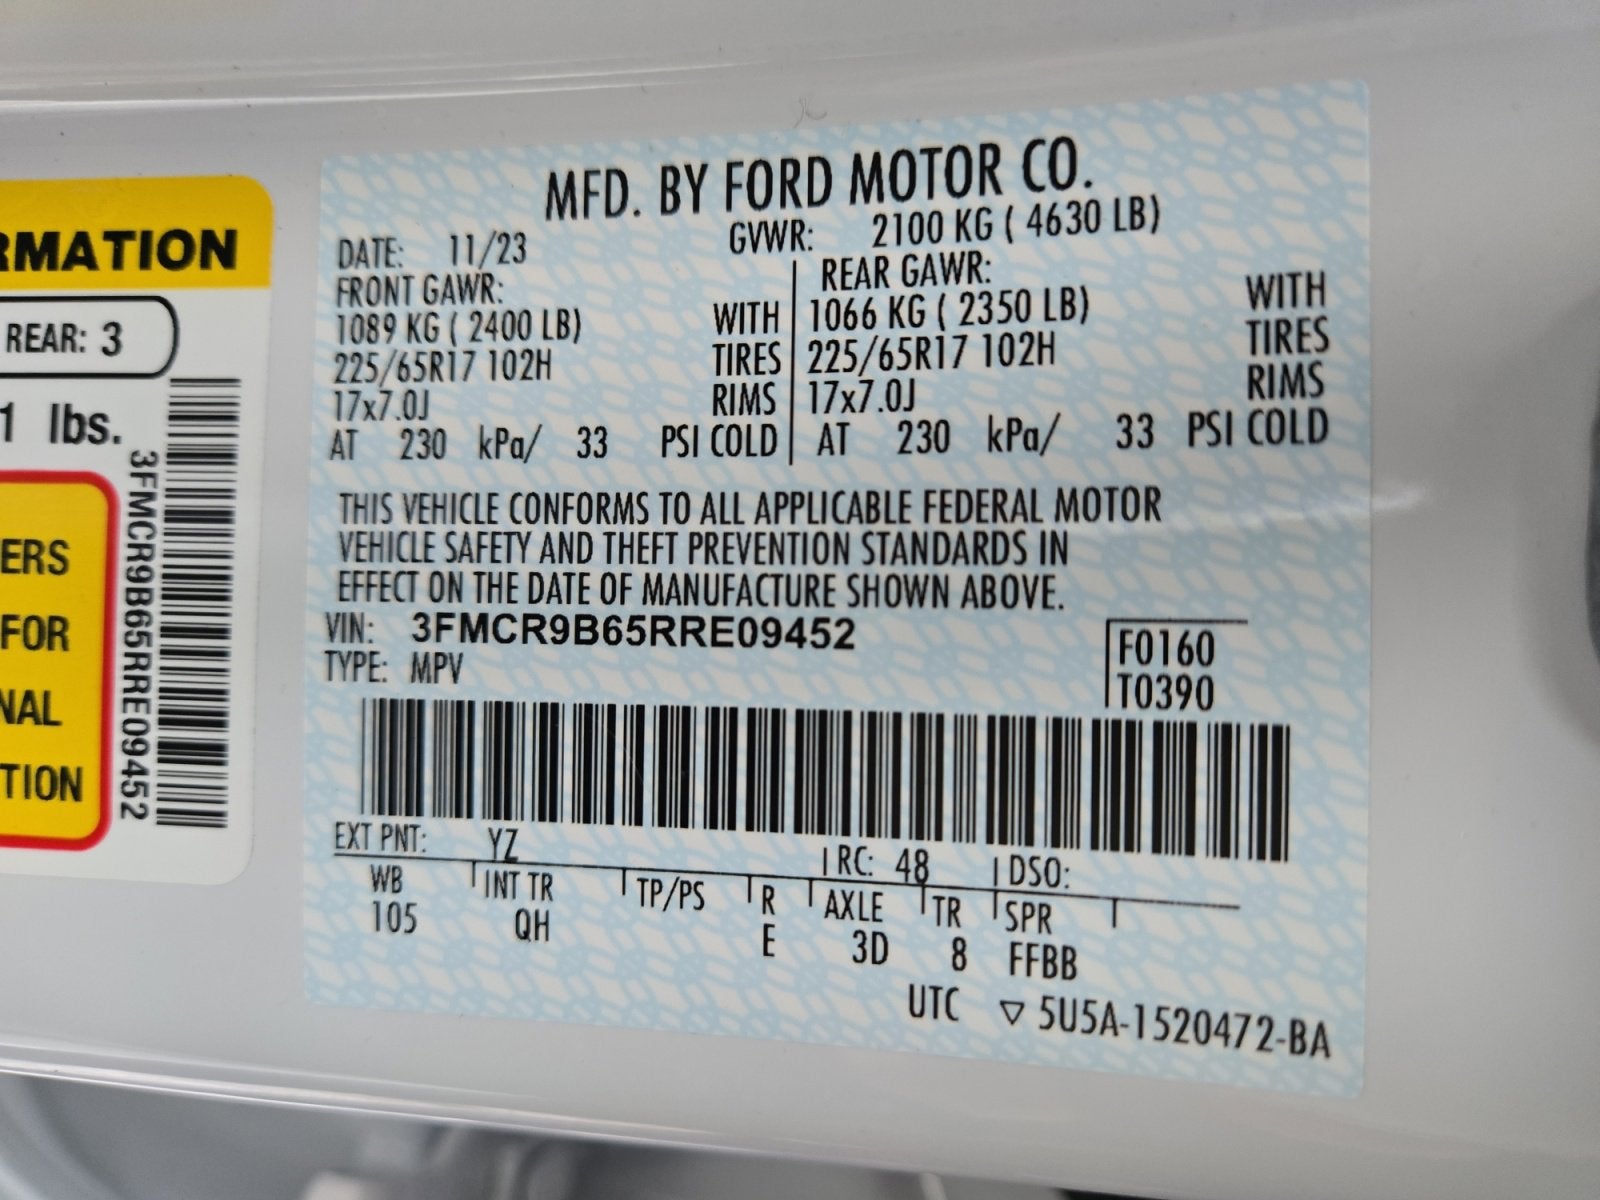 RMATION
REAR: 3
1 lbs.
ERS
FOR
NAL
TION
3FMCR9B65RRE09452
MFD. BY FORD MOTOR CO.
DATE: 11/23 GVWR: 2100 KG ( 4630 LB)
FRONT GAWR: REAR GAWR:
1089 KG ( 2400 LB) WITH 1066 KG ( 2350 LB) WITH
225/65R17 102H TIRES 225/65R17 102H TIRES
17x7.0J RIMS 17x7.0J RIMS
AT 230 kPa/ 33 PSI COLD AT 230 kPa/ 33 PSI COLD
THIS VEHICLE CONFORMS TO ALL APPLICABLE FEDERAL MOTOR
VEHICLE SAFETY AND THEFT PREVENTION STANDARDS IN
EFFECT ON THE DATE OF MANUFACTURE SHOWN ABOVE.
VIN: 3FMCR9B65RRE09452 F0160
TYPE: MPV T0390
EXT PNT: YZ RC: 48 DSO:
WB INT TR TP/PS R AXLE TR SPR
105 QH E 3D 8 FFBB
UTC ▽ 5U5A-1520472-BA